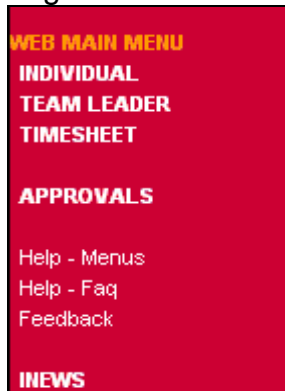 WEB MAIN MENU
INDIVIDUAL
TEAM LEADER
TIMESHEET
APPROVALS
Help - Menus
Help - Faq
Feedback
INEWS